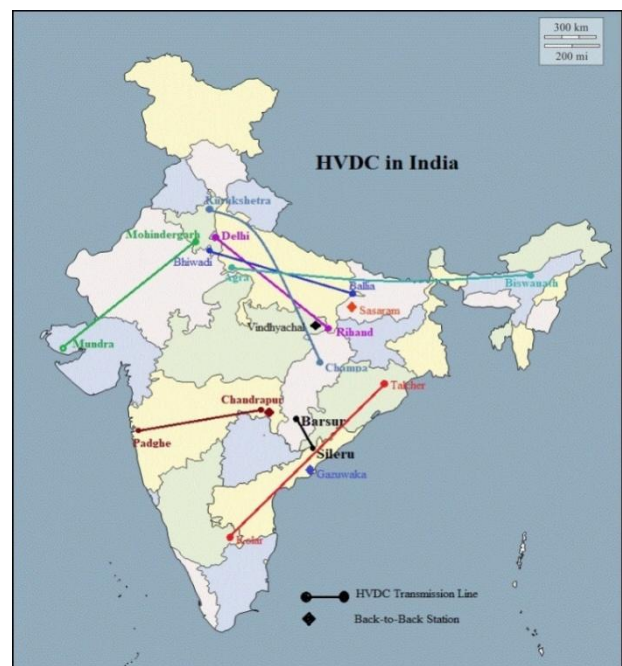 300 km
200 mi
HVDC in India
Kurukshetra
Mohindergarh
Delhi
Bhiwadi
Agra
Ballia
Biswanath
Sasaram
Vindhyachal
Rihand
Mundra
Champa
Talcher
Chandrapur
Barsur
Padghe
Sileru
Gazuwaka
Kolar
HVDC Transmission Line
Back-to-Back Station